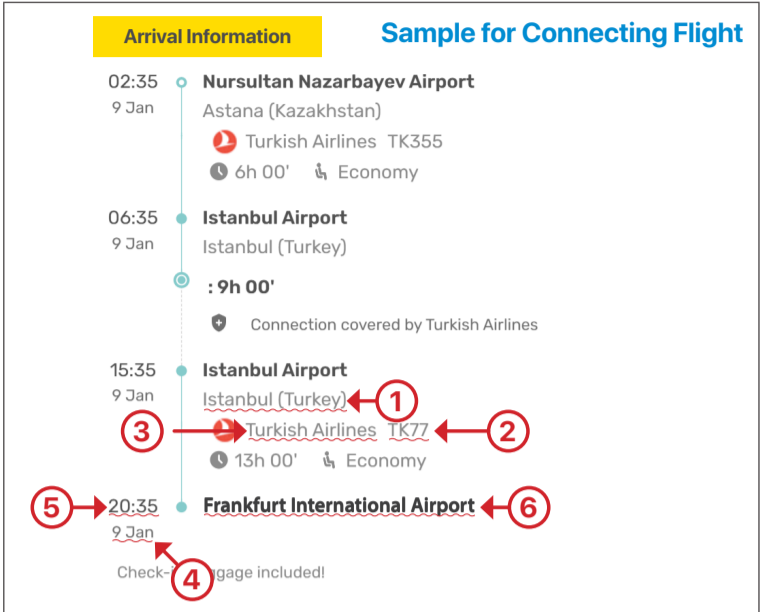 Arrival Information
Sample for Connecting Flight
02:35 Nursultan Nazarbayev Airport
9 Jan Astana (Kazakhstan)
Turkish Airlines TK355
6h 00' Economy
06:35 Istanbul Airport
9 Jan Istanbul (Turkey)
: 9h 00'
Connection covered by Turkish Airlines
15:35 Istanbul Airport
9 Jan Istanbul (Turkey) 1
3 Turkish Airlines TK77 2
13h 00' Economy
5 20:35 Frankfurt International Airport 6
9 Jan
4
Check-i ggage included!